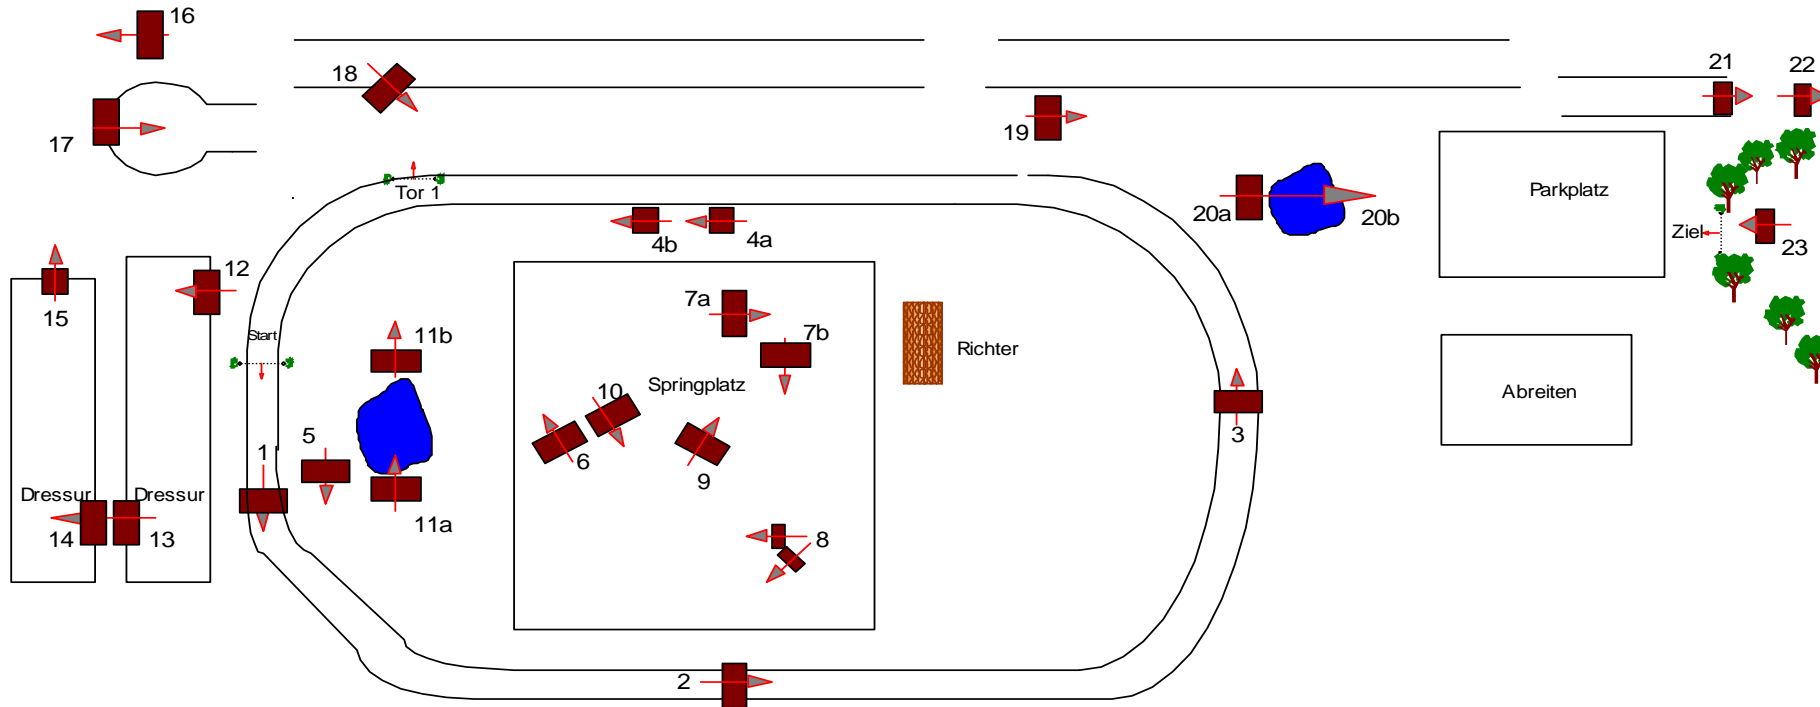 16
21
22
18
17
19
Tor 1
Parkplatz
20a
20b
4b
4a
Ziel
23
12
15
7a
11b
7b
Start
Richter
Springplatz
10
Abreiten
5
1
6
9
3
Dressur
Dressur
11a
14
13
8
2